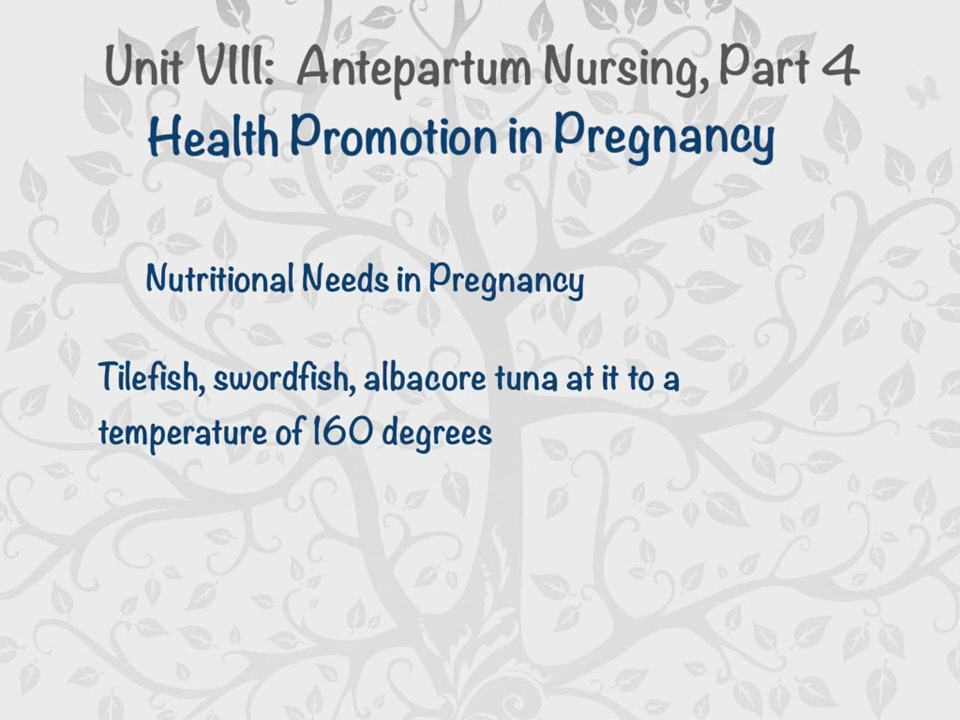 Unit VIII: Antepartum Nursing, Part 4
Health Promotion in Pregnancy
Nutritional Needs in Pregnancy
Tilefish, swordfish, albacore tuna at it to a
temperature of 160 degrees